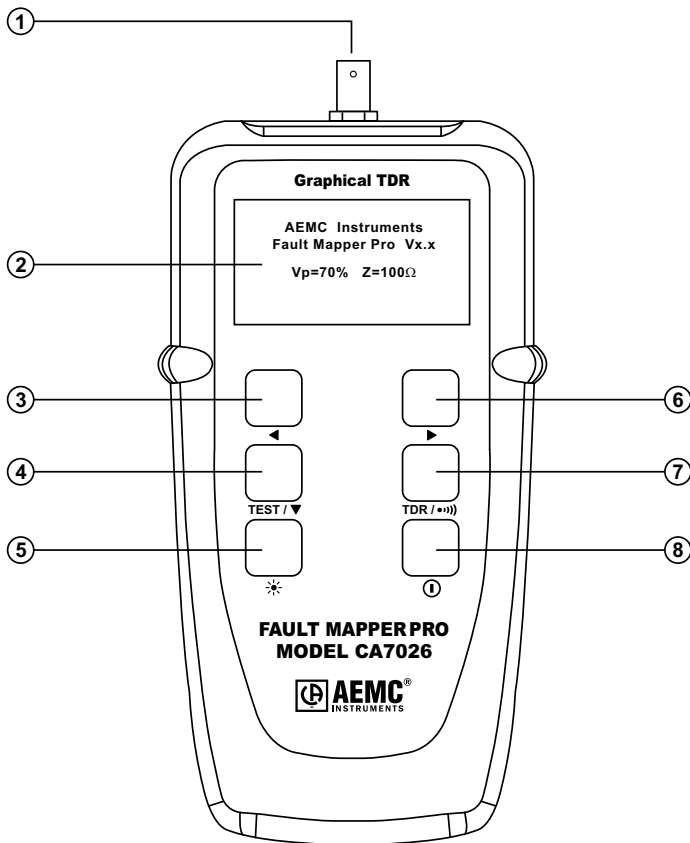 1
Graphical TDR
AEMC Instruments
Fault Mapper Pro Vx.x
Vp=70% Z=100Ω
2
3
6
◀
▶
4
7
TEST / ▼
TDR / •)))
5
8
FAULT MAPPER PRO
MODEL CA7026
AEMC®
INSTRUMENTS